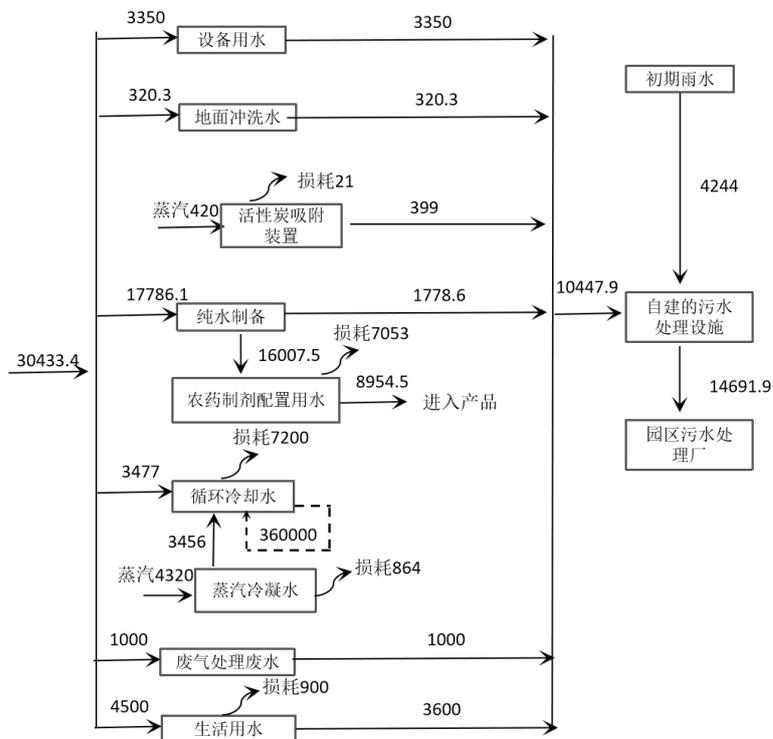 3350
设备用水
3350
初期雨水
320.3
地面冲洗水
320.3
4244
损耗21
蒸汽420
活性炭吸附
装置
399
17786.1
纯水制备
1778.6
10447.9
自建的污水
处理设施
16007.5
损耗7053
30433.4
农药制剂配置用水
8954.5
进入产品
14691.9
园区污水处
理厂
损耗7200
3477
循环冷却水
360000
3456
蒸汽4320
蒸汽冷凝水
损耗864
1000
废气处理废水
1000
损耗900
4500
生活用水
3600